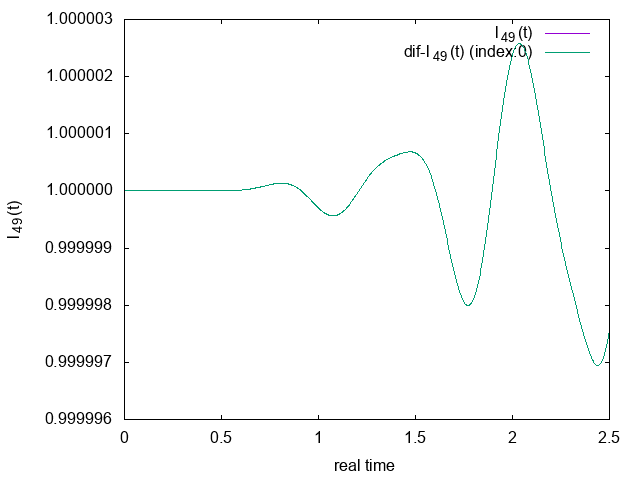 1.000003
1.000002
1.000001
1.000000
0.999999
0.999998
0.999997
0.999996
0 0.5 1 1.5 2 2.5
I49(t)
real time
I49(t)
dif-I49(t) (index:0)